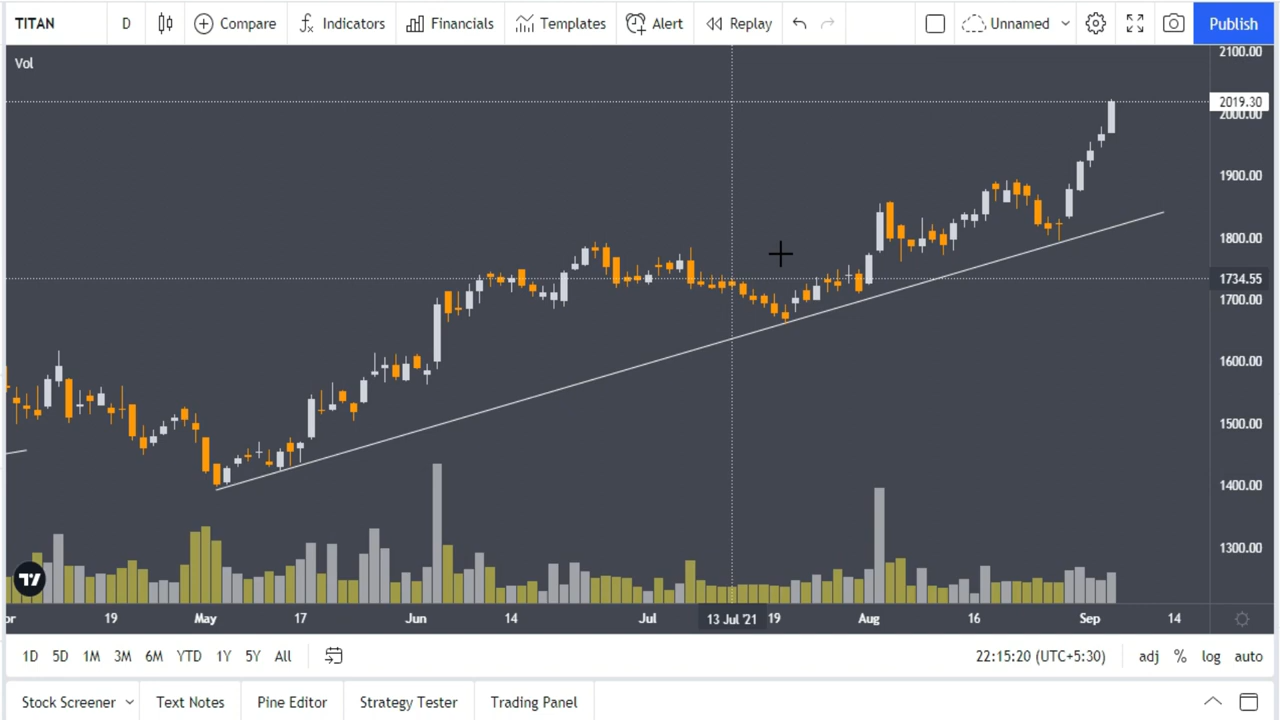 TITAN D Compare Indicators Financials Templates Alert Replay Unnamed Publish
Vol
2100.00
2019.30
2000.00
1900.00
1800.00
1734.55
1700.00
1600.00
1500.00
1400.00
1300.00
19 May 17 Jun 14 Jul 13 Jul '21 19 Aug 16 Sep 14
1D 5D 1M 3M 6M YTD 1Y 5Y All 22:15:20 (UTC+5:30) adj % log auto
Stock Screener Text Notes Pine Editor Strategy Tester Trading Panel